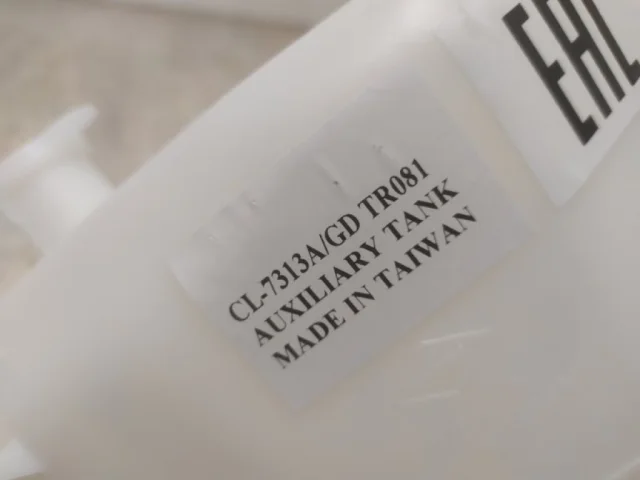 EAC
CL-7313A/GD TR081
AUXILIARY TANK
MADE IN TAIWAN